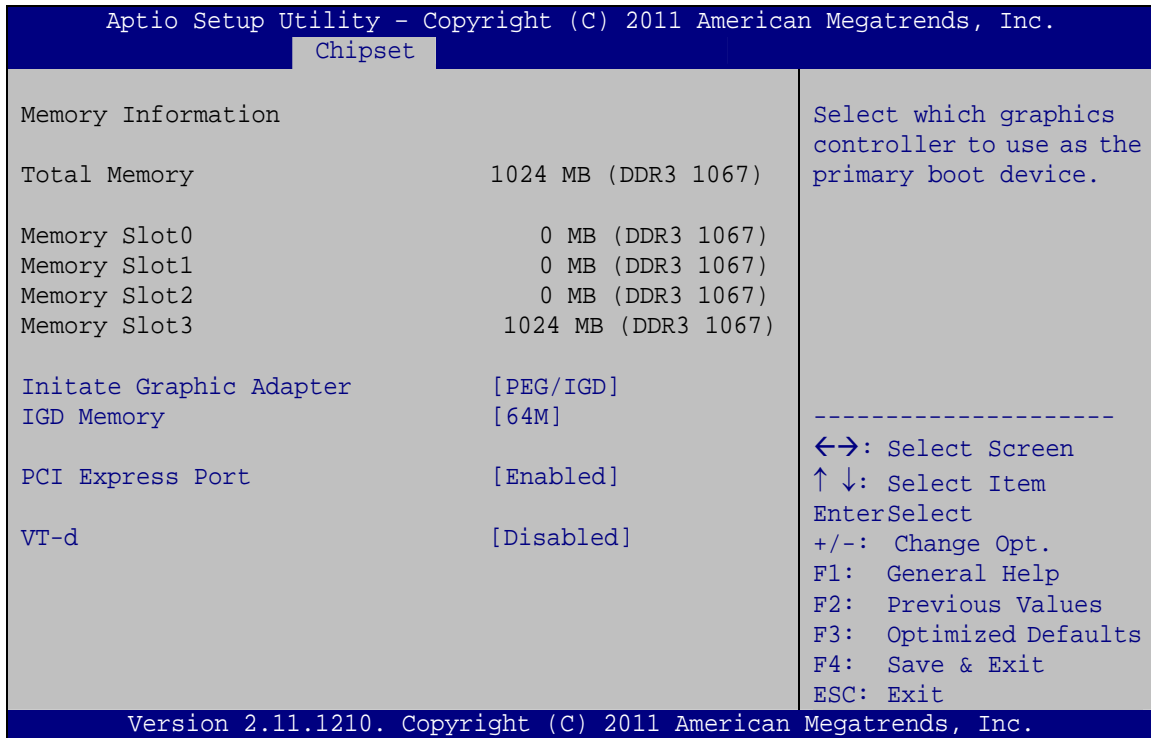 Aptio Setup Utility – Copyright (C) 2011 American Megatrends, Inc.
Chipset
Memory Information
Total Memory 1024 MB (DDR3 1067)
Memory Slot0 0 MB (DDR3 1067)
Memory Slot1 0 MB (DDR3 1067)
Memory Slot2 0 MB (DDR3 1067)
Memory Slot3 1024 MB (DDR3 1067)
Initate Graphic Adapter [PEG/IGD]
IGD Memory [64M]
PCI Express Port [Enabled]
VT-d [Disabled]
Select which graphics
controller to use as the
primary boot device.
---------------------
←→: Select Screen
↑ ↓: Select Item
EnterSelect
+/-: Change Opt.
F1: General Help
F2: Previous Values
F3: Optimized Defaults
F4: Save & Exit
ESC: Exit
Version 2.11.1210. Copyright (C) 2011 American Megatrends, Inc.